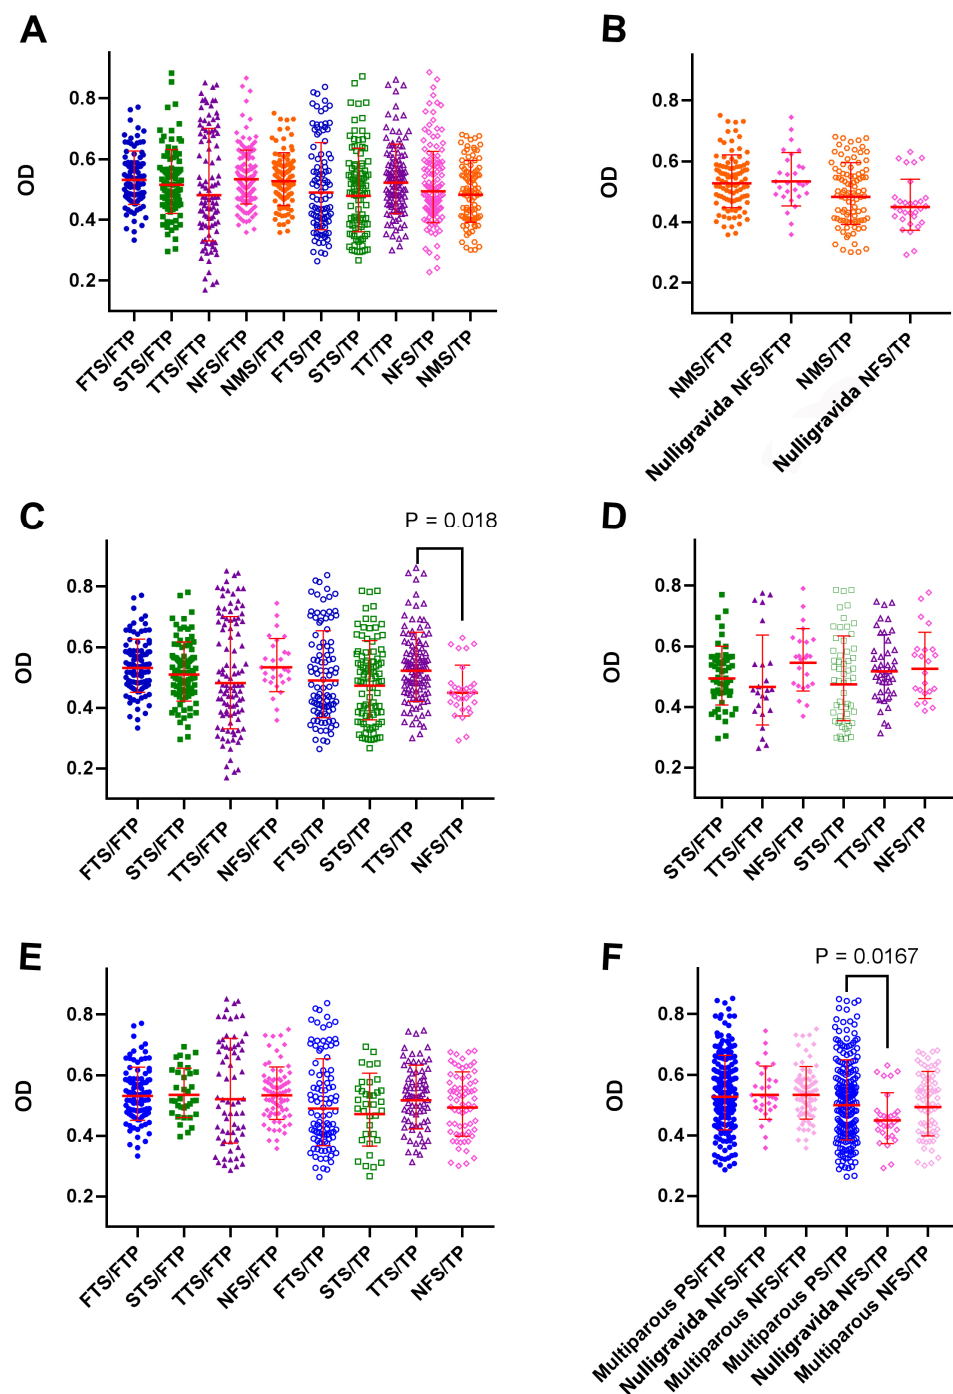 A
OD
0.8
0.6
0.4
0.2
FTS/FTP
STS/FTP
TTS/FTP
NFS/FTP
NMS/FTP
FTS/TP
STS/TP
TT/TP
NFS/TP
NMS/TP
B
OD
0.8
0.6
0.4
0.2
NMS/FTP
Nulligravida NFS/FTP
NMS/TP
Nulligravida NFS/TP
C
P = 0.018
OD
0.8
0.6
0.4
0.2
FTS/FTP
STS/FTP
TTS/FTP
NFS/FTP
FTS/TP
STS/TP
TTS/TP
NFS/TP
D
OD
0.8
0.6
0.4
0.2
STS/FTP
TTS/FTP
NFS/FTP
STS/TP
TTS/TP
NFS/TP
E
OD
0.8
0.6
0.4
0.2
FTS/FTP
STS/FTP
TTS/FTP
NFS/FTP
FTS/TP
STS/TP
TTS/TP
NFS/TP
F
P = 0.0167
OD
0.8
0.6
0.4
0.2
Multiparous PS/FTP
Nulligravida NFS/FTP
Multiparous NFS/FTP
Multiparous PS/TP
Nulligravida NFS/TP
Multiparous NFS/TP